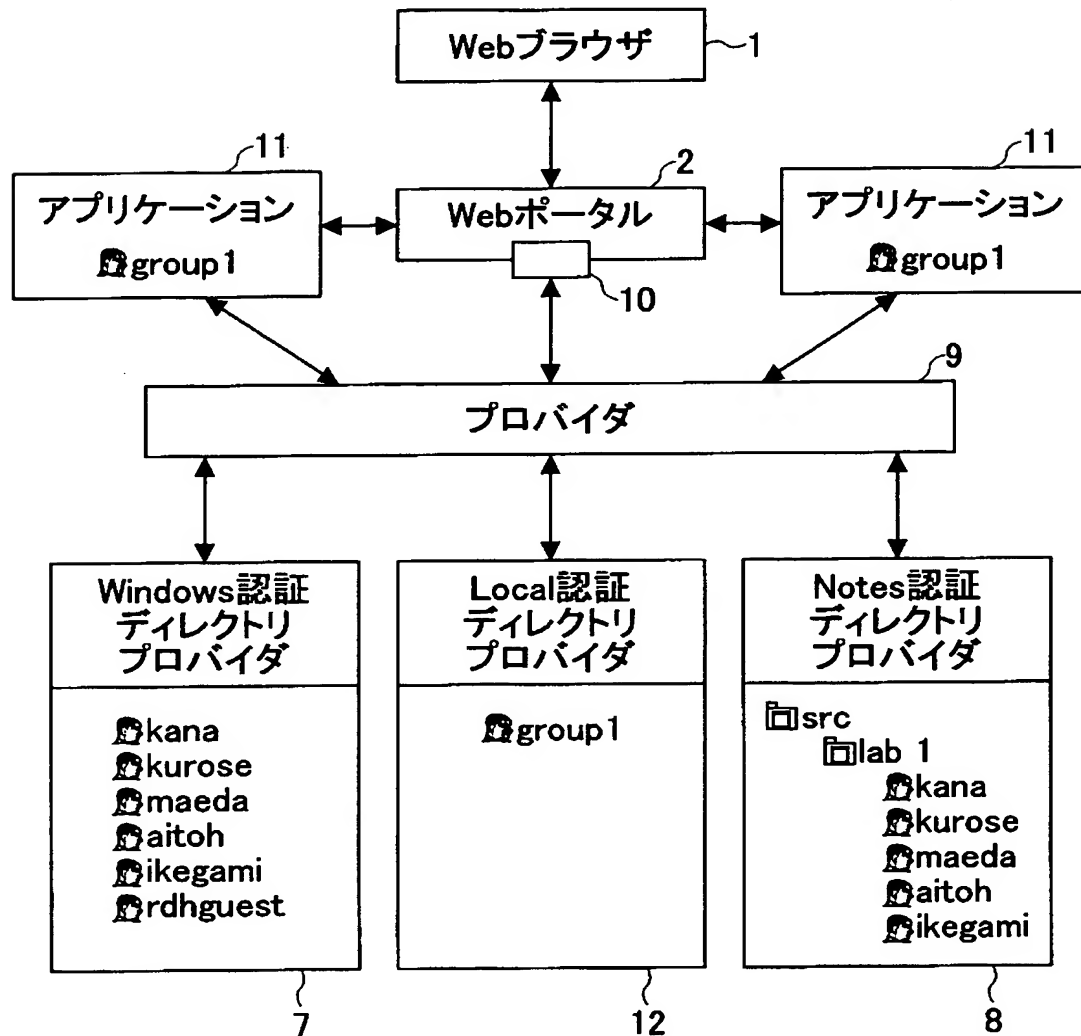 Webブラウザ
1
11
アプリケーション
group1
2
Webポータル
10
11
アプリケーション
group1
9
プロバイダ
Windows認証
ディレクトリ
プロバイダ
kana
kurose
maeda
aitoh
ikegami
rdhguest
7
Local認証
ディレクトリ
プロバイダ
group1
12
Notes認証
ディレクトリ
プロバイダ
src
lab 1
kana
kurose
maeda
aitoh
ikegami
8